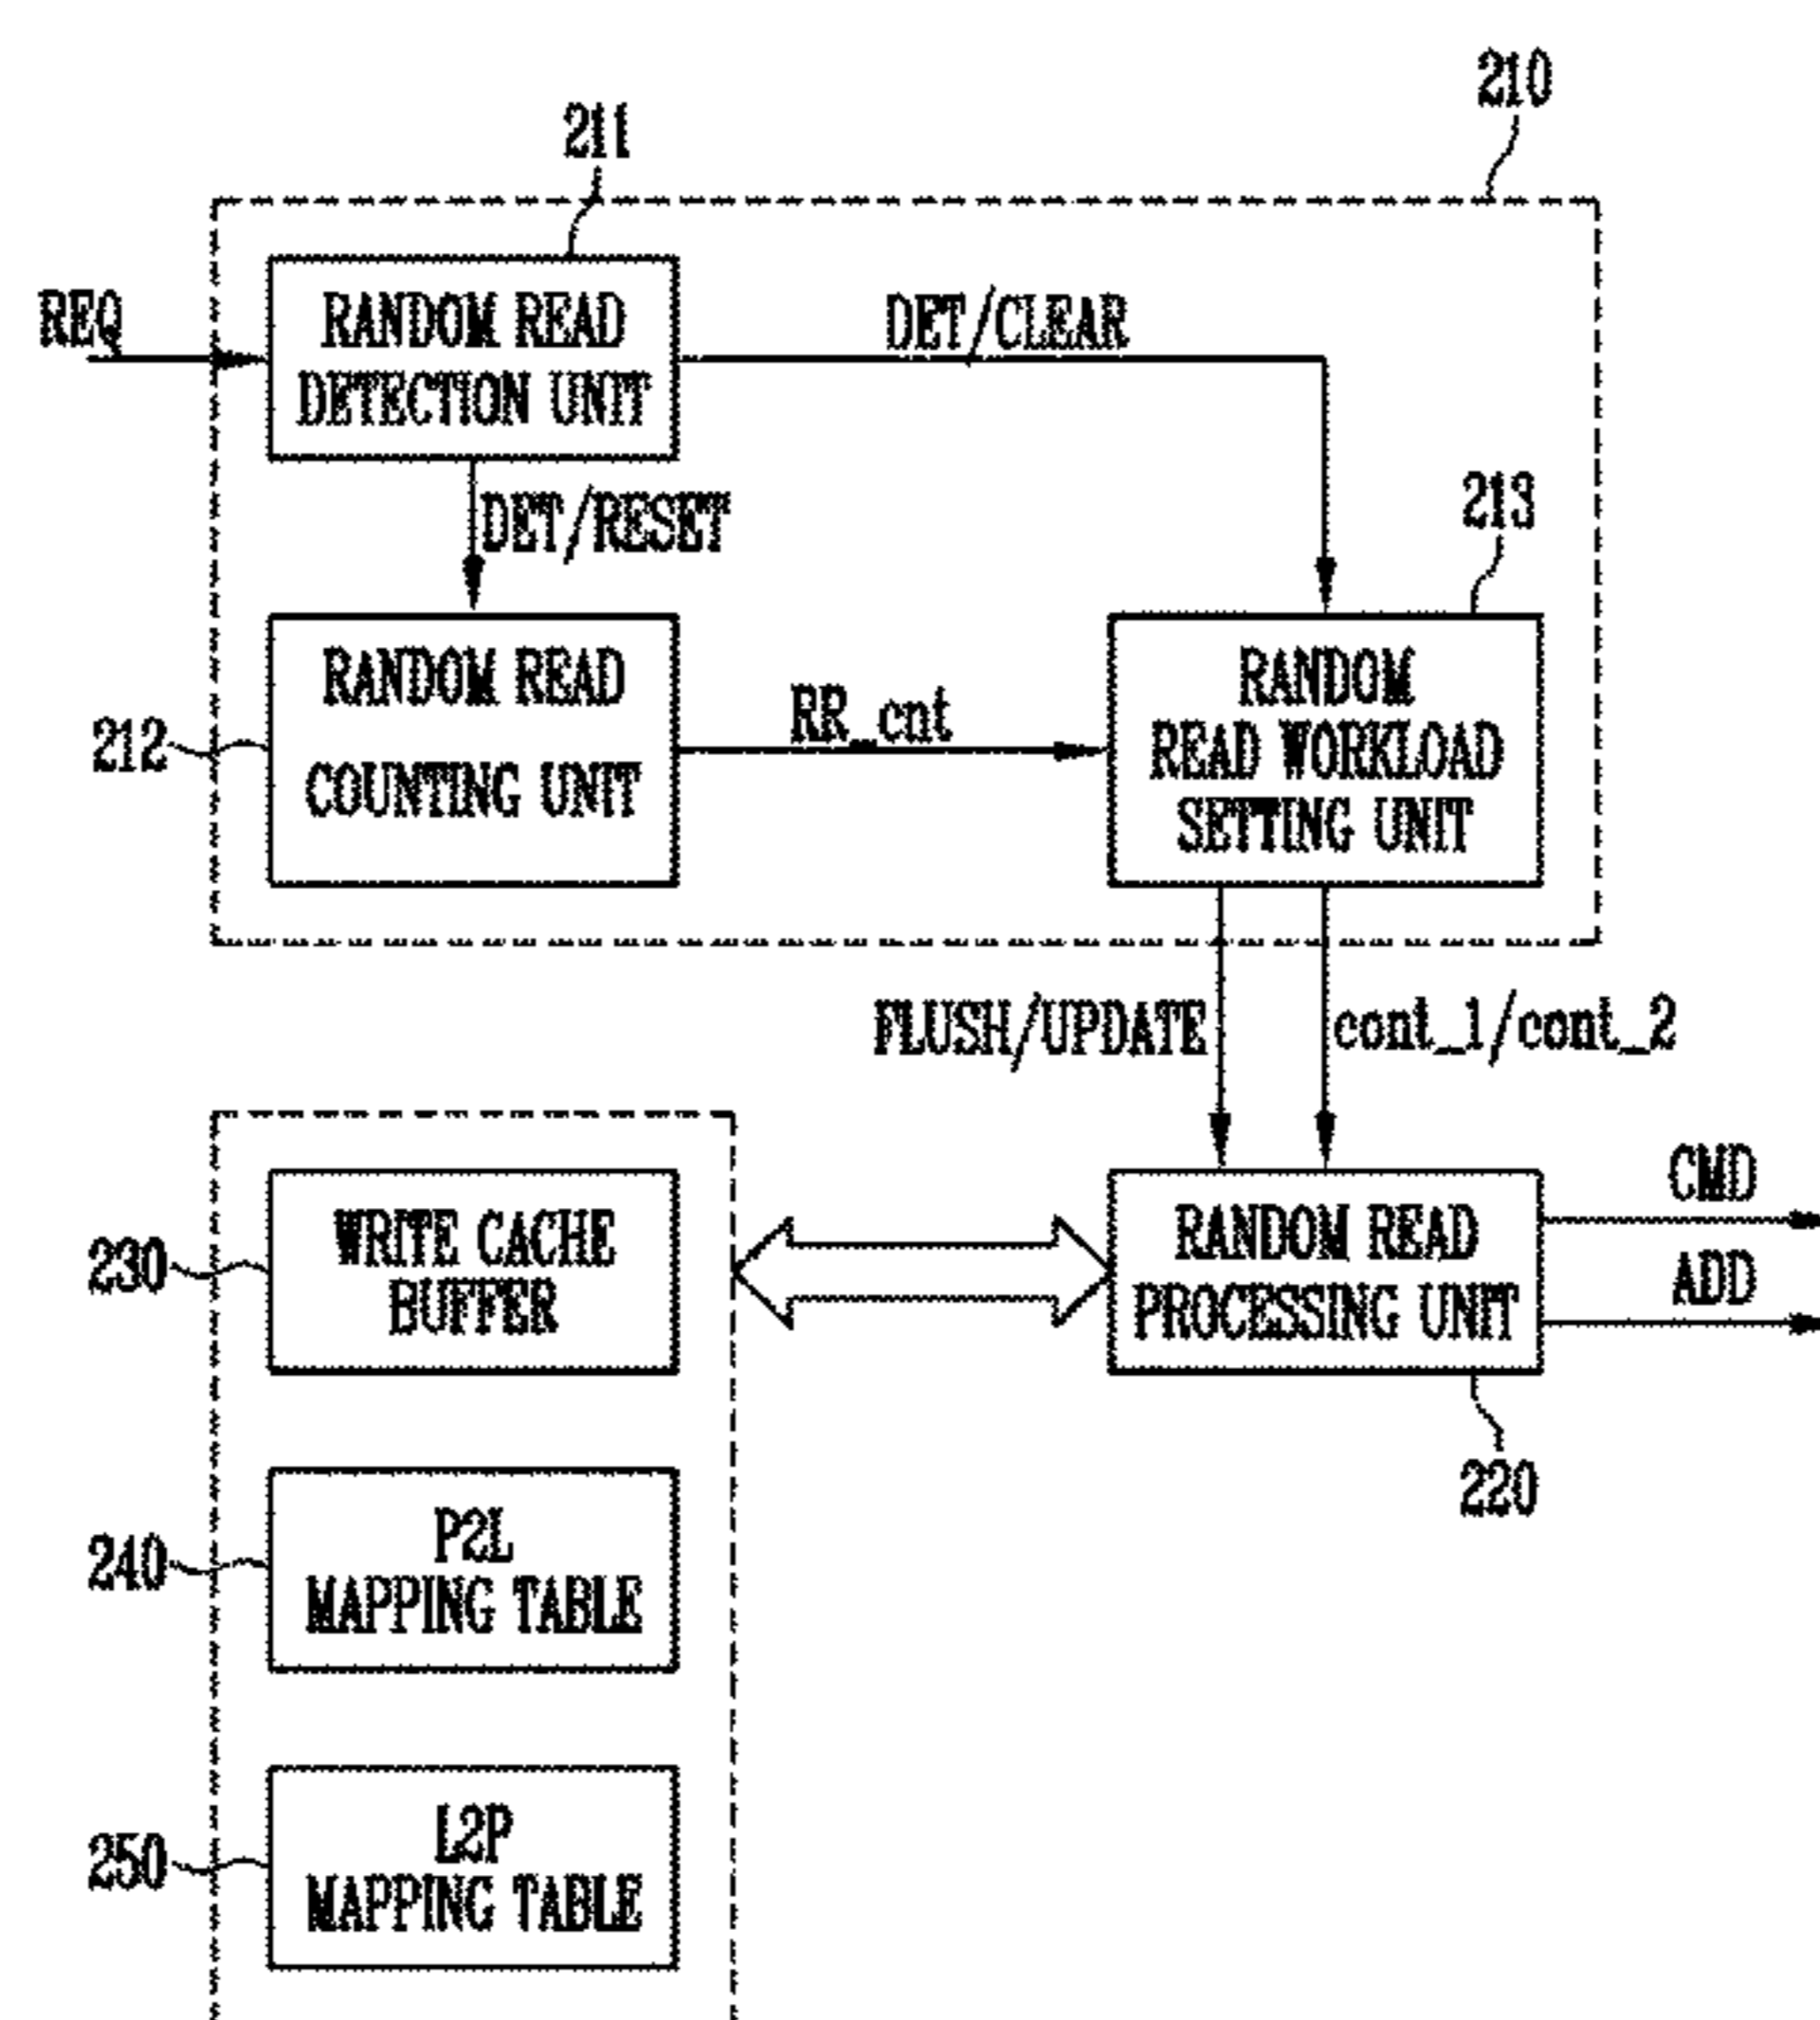 210
211
REQ
RANDOM READ
DETECTION UNIT
DET/CLEAR
DET/RESET
213
212
RANDOM READ
COUNTING UNIT
RR_cnt
RANDOM
READ WORKLOAD
SETTING UNIT
FLUSH/UPDATE
cont_1/cont_2
230
WRITE CACHE
BUFFER
RANDOM READ
PROCESSING UNIT
CMD
ADD
220
240
P2L
MAPPING TABLE
250
L2P
MAPPING TABLE